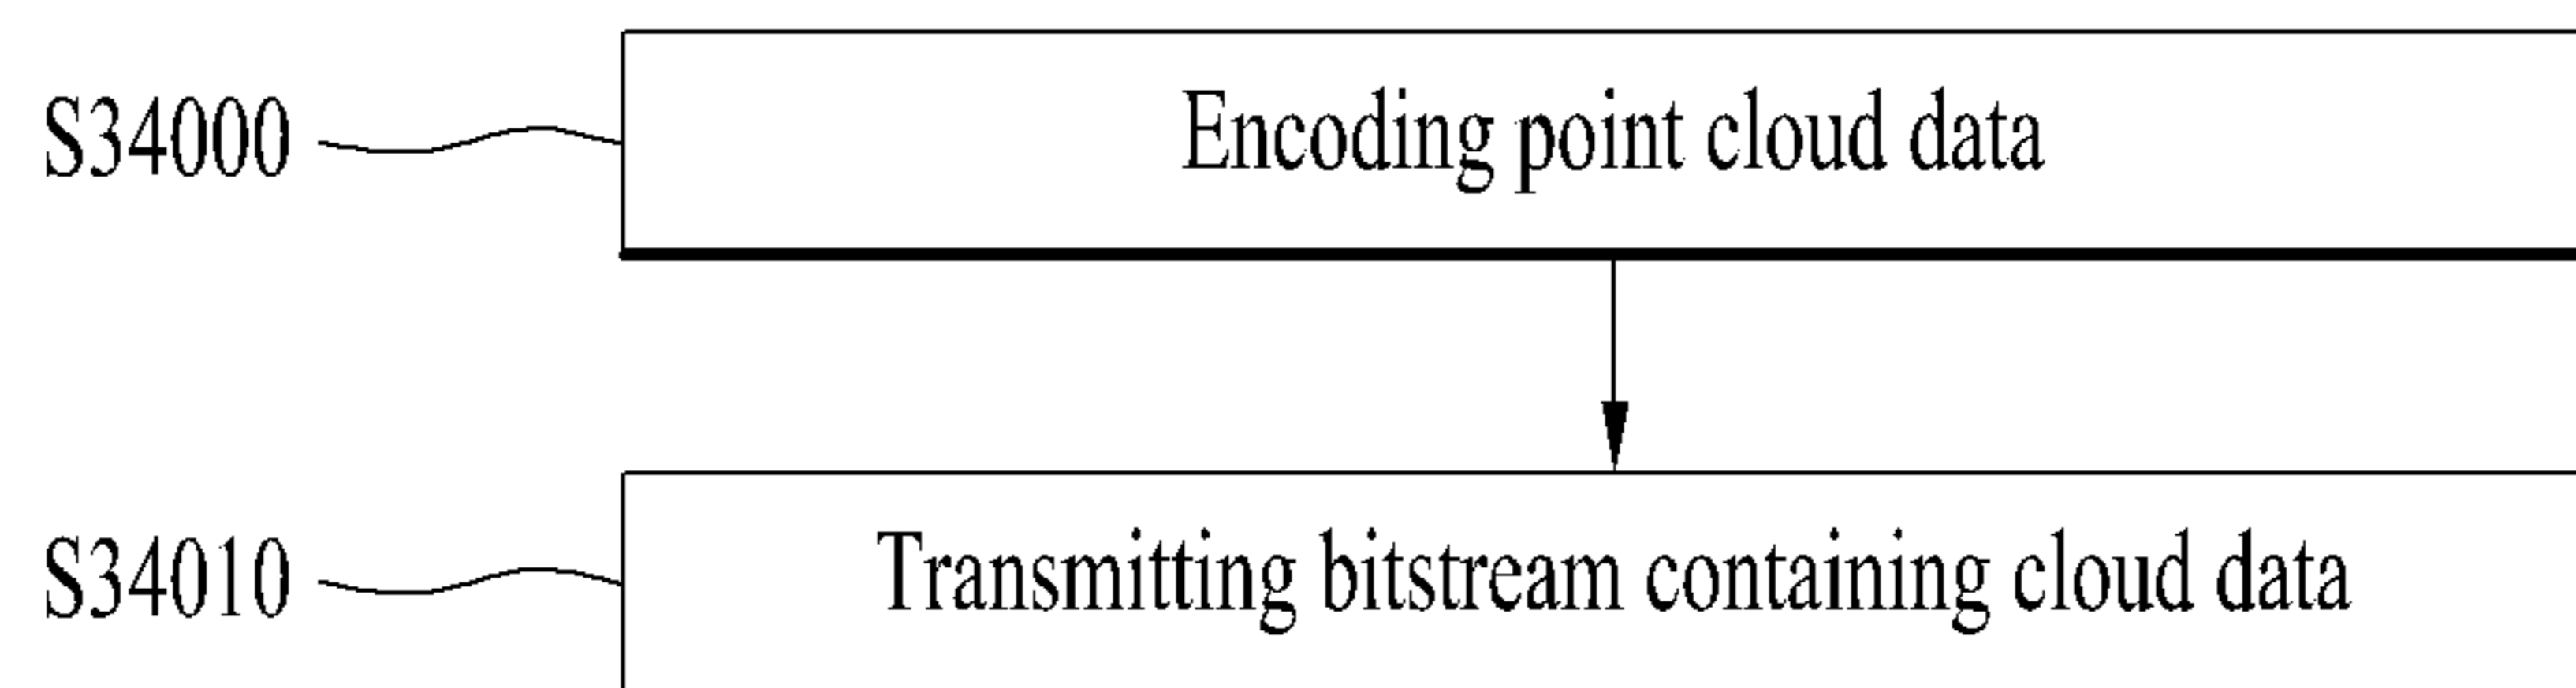 S34000
Encoding point cloud data
S34010
Transmitting bitstream containing cloud data